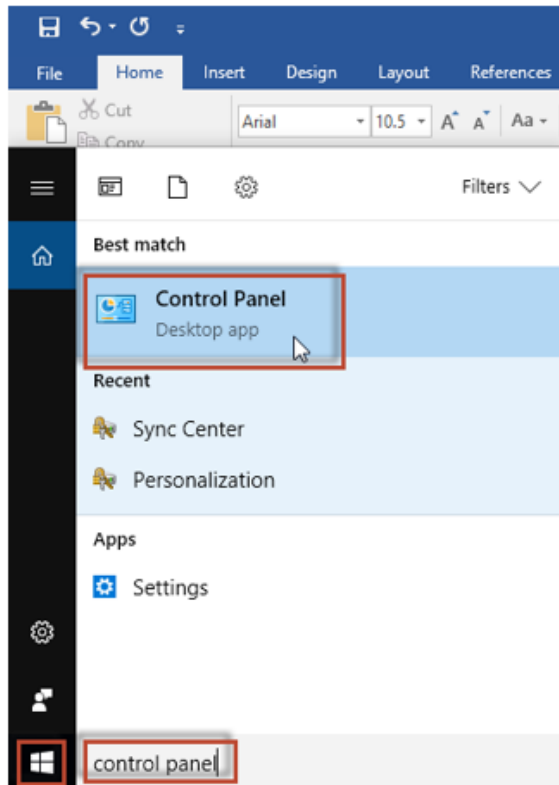 File Home Insert Design Layout References
Cut
Arial 10.5 A A Aa
Copy
Filters
Best match
Control Panel
Desktop app
Recent
Sync Center
Personalization
Apps
Settings
control panel